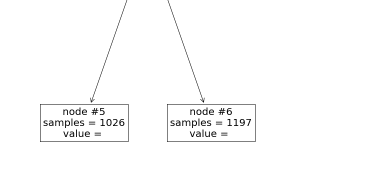 node #5
samples = 1026
value =
node #6
samples = 1197
value =